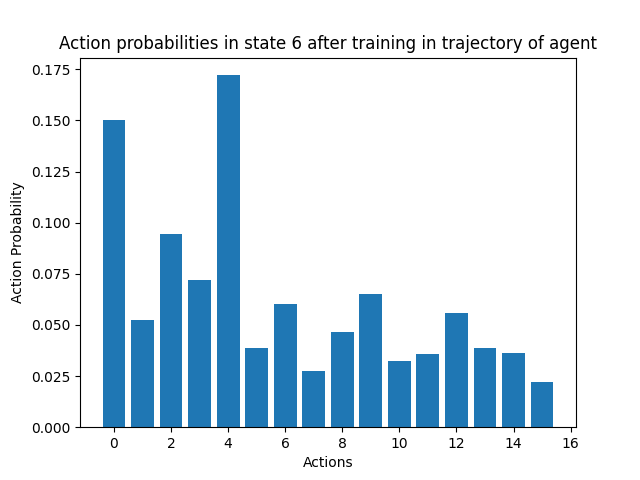 Action probabilities in state 6 after training in trajectory of agent
0.175
0.150
0.125
0.100
0.075
0.050
0.025
0.000
Action Probability
0 2 4 6 8 10 12 14 16
Actions